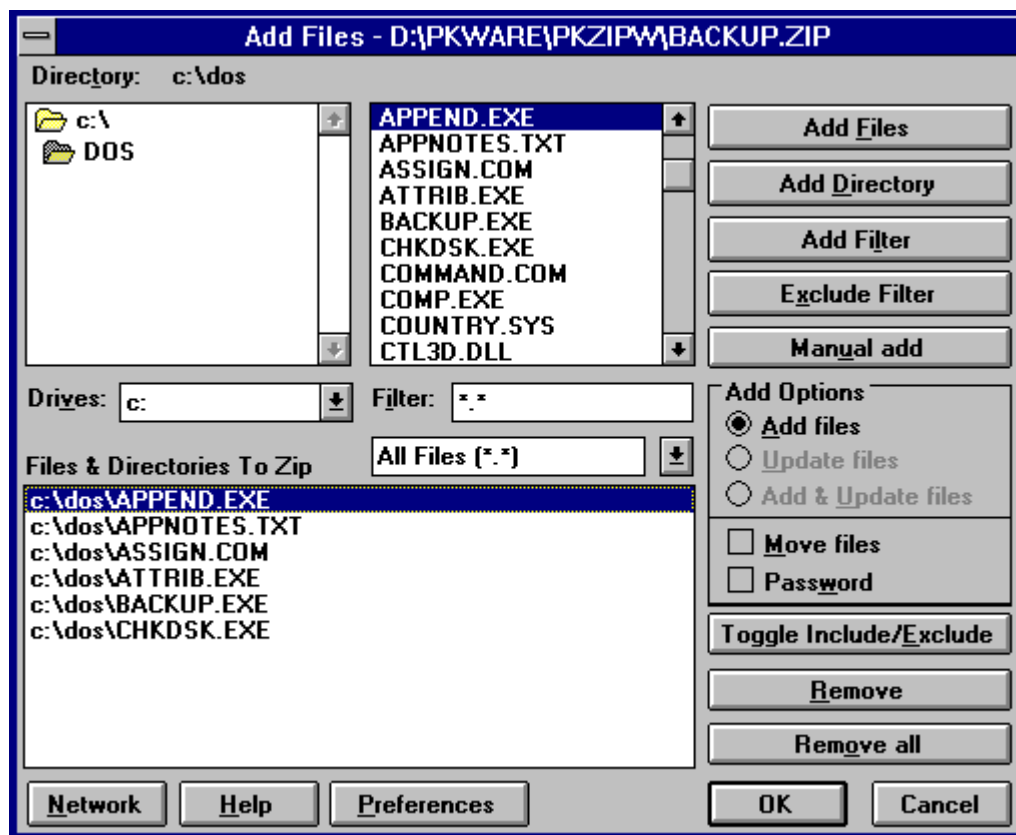 Add Files - D:\PKWARE\PKZIPW\BACKUP.ZIP
Directory: c:\dos
c:\
DOS
APPEND.EXE
APPNOTES.TXT
ASSIGN.COM
ATTRIB.EXE
BACKUP.EXE
CHKDSK.EXE
COMMAND.COM
COMP.EXE
COUNTRY.SYS
CTL3D.DLL
Add Files
Add Directory
Add Filter
Exclude Filter
Manual add
Drives: c:
Filter: *.*
All Files (*.*)
Add Options
Add files
Update files
Add & Update files
Move files
Password
Files & Directories To Zip
c:\dos\APPEND.EXE
c:\dos\APPNOTES.TXT
c:\dos\ASSIGN.COM
c:\dos\ATTRIB.EXE
c:\dos\BACKUP.EXE
c:\dos\CHKDSK.EXE
Toggle Include/Exclude
Remove
Remove all
Network
Help
Preferences
OK
Cancel